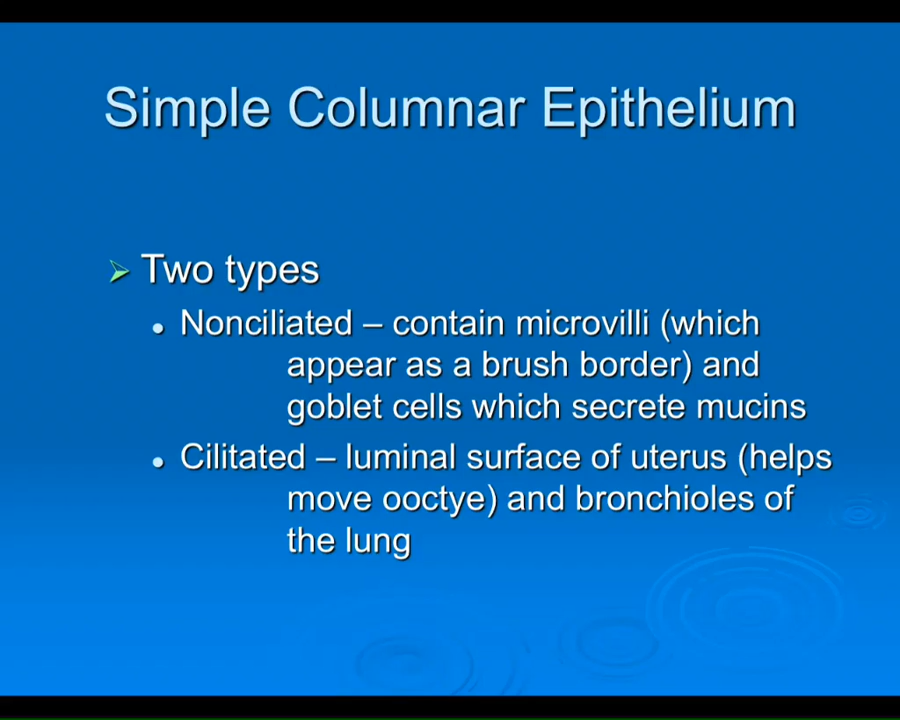 Simple Columnar Epithelium
Two types
Nonciliated – contain microvilli (which
appear as a brush border) and
goblet cells which secrete mucins
Cilitated – luminal surface of uterus (helps
move ooctye) and bronchioles of
the lung